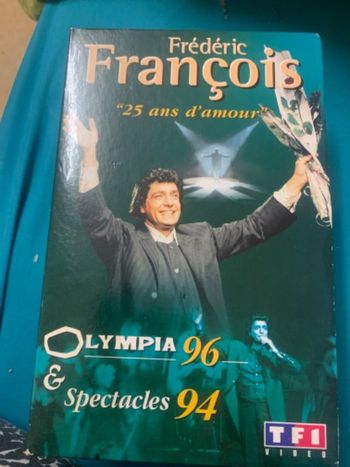 Frédéric
François
"25 ans d'amour"
OLYMPIA 96
&
Spectacles 94
TF1
VIDEO